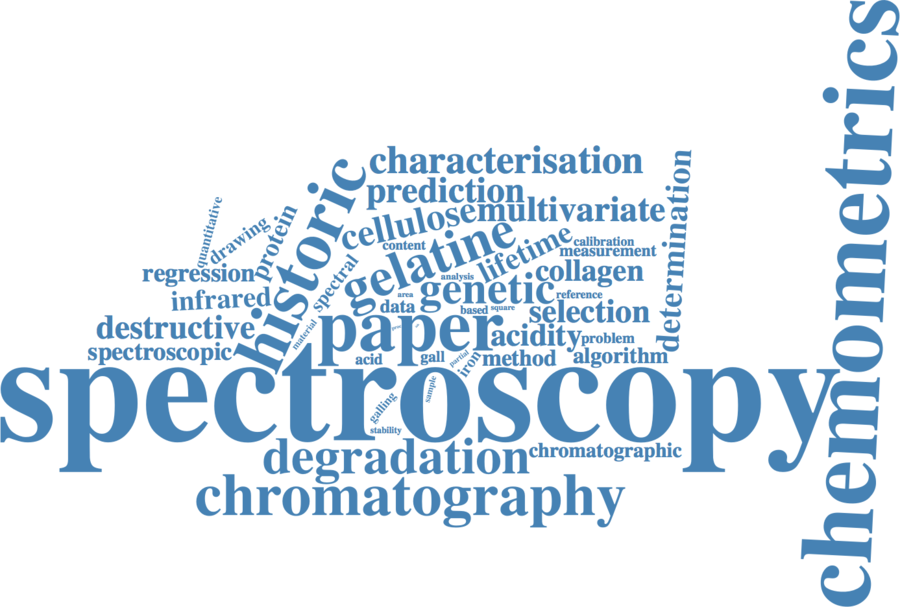 chemometrics
characterisation
prediction
historic
cellulose
multivariate
determination
quantitative
drawing
protein
content
gelatine
lifetime
calibration
measurement
regression
spectral
analysis
collagen
infrared
area
genetic
reference
data
based
square
selection
destructive
material
paper
acidity
problem
spectroscopic
acid
gall
partial
iron
method
algorithm
spectroscopy
sample
galling
stability
degradation
chromatographic
chromatography